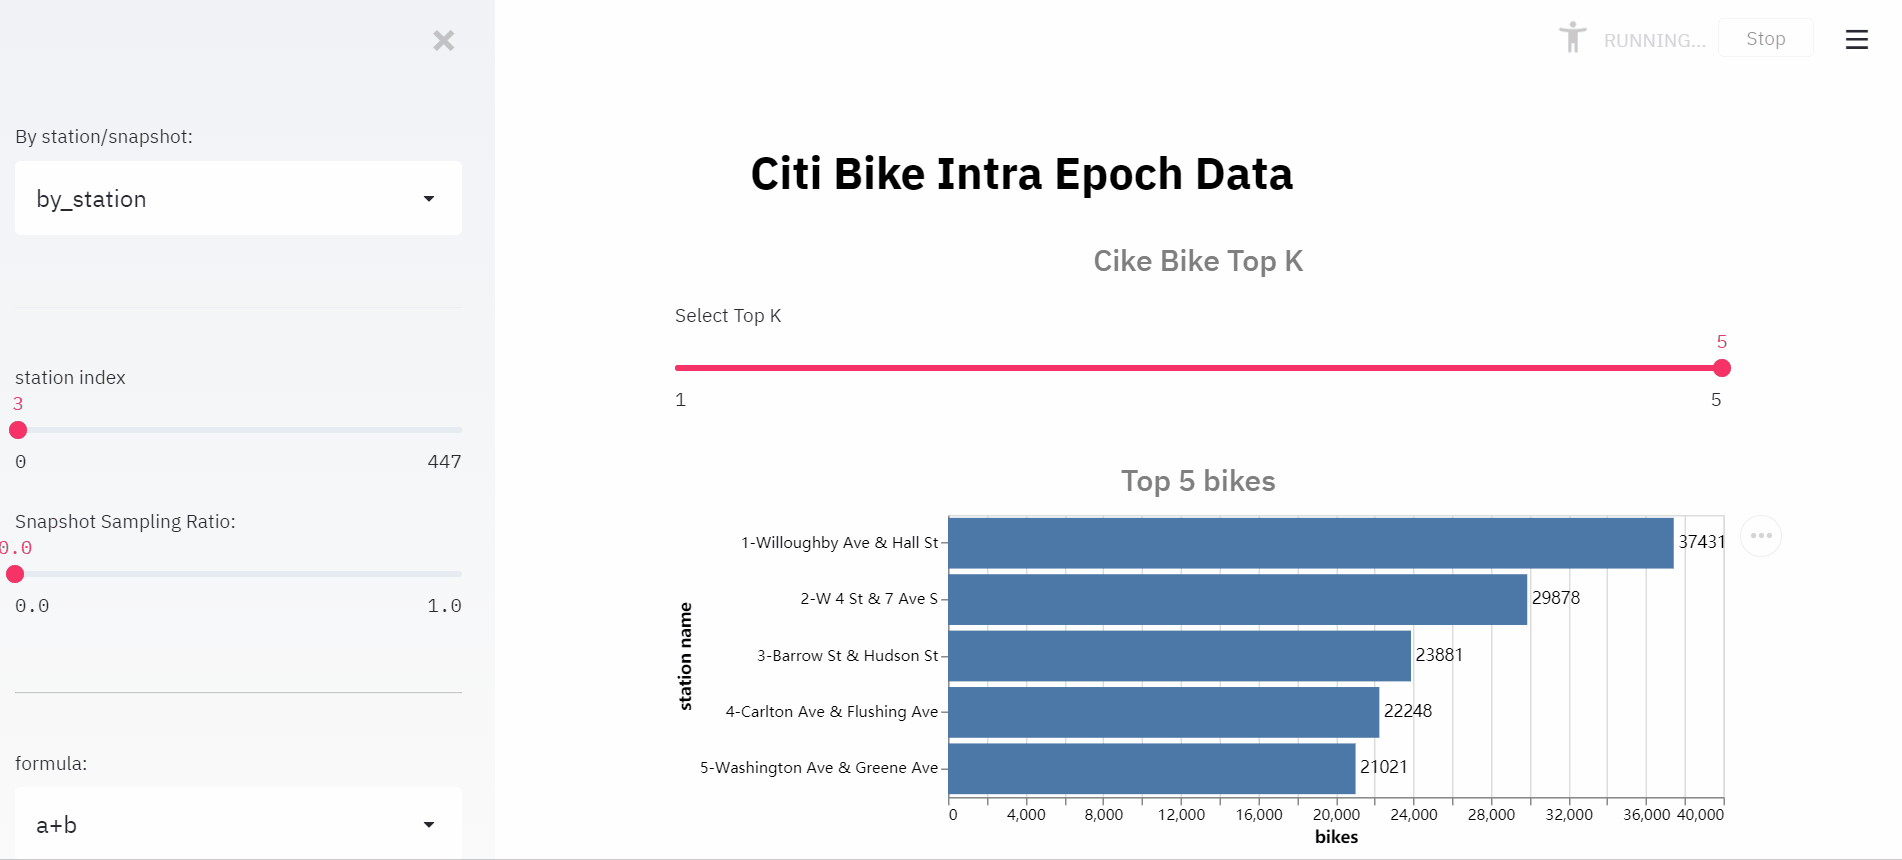 By station/snapshot:
by_station
station index
3
0
447
Snapshot Sampling Ratio:
0.0
0.0
1.0
formula:
a+b
RUNNING...
Stop
Citi Bike Intra Epoch Data
Cike Bike Top K
Select Top K
5
1
5
Top 5 bikes
station name
1-Willoughby Ave & Hall St
37431
2-W 4 St & 7 Ave S
29878
3-Barrow St & Hudson St
23881
4-Carlton Ave & Flushing Ave
22248
5-Washington Ave & Greene Ave
21021
0 4,000 8,000 12,000 16,000 20,000 24,000 28,000 32,000 36,000 40,000
bikes